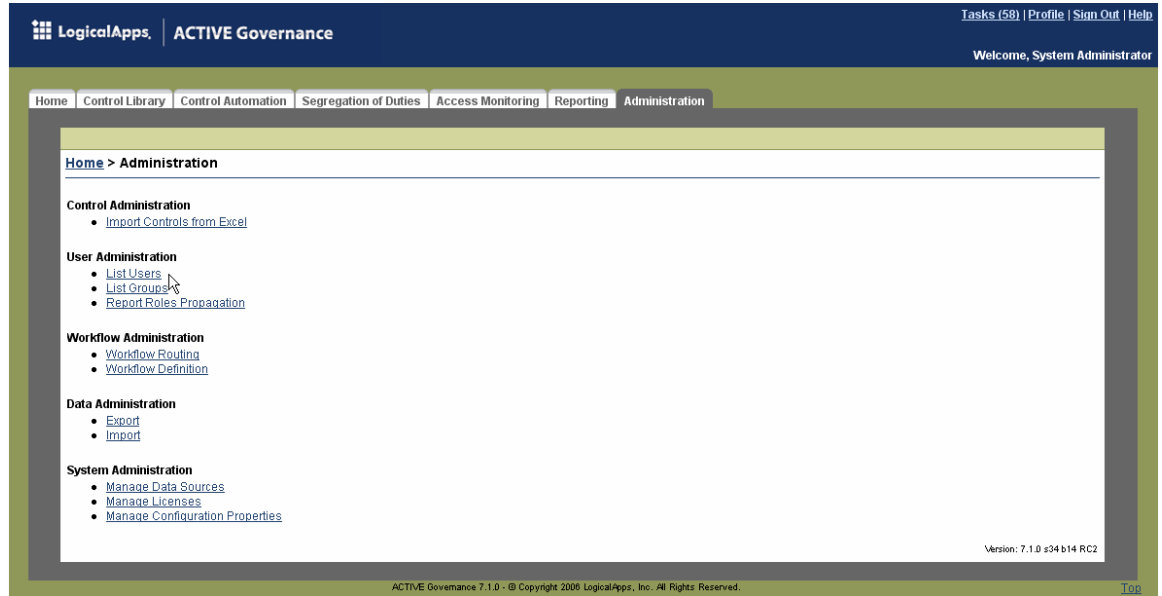 Tasks (58) | Profile | Sign Out | Help
LogicalApps. ACTIVE Governance
Welcome, System Administrator
Home Control Library Control Automation Segregation of Duties Access Monitoring Reporting Administration
Home > Administration
Control Administration
• Import Controls from Excel
User Administration
• List Users
• List Groups
• Report Roles Propagation
Workflow Administration
• Workflow Routing
• Workflow Definition
Data Administration
• Export
• Import
System Administration
• Manage Data Sources
• Manage Licenses
• Manage Configuration Properties
Version: 7.1.0 s34 b14 RC2
ACTIVE Governance 7.1.0 - © Copyright 2006 LogicalApps, Inc. All Rights Reserved.
Top